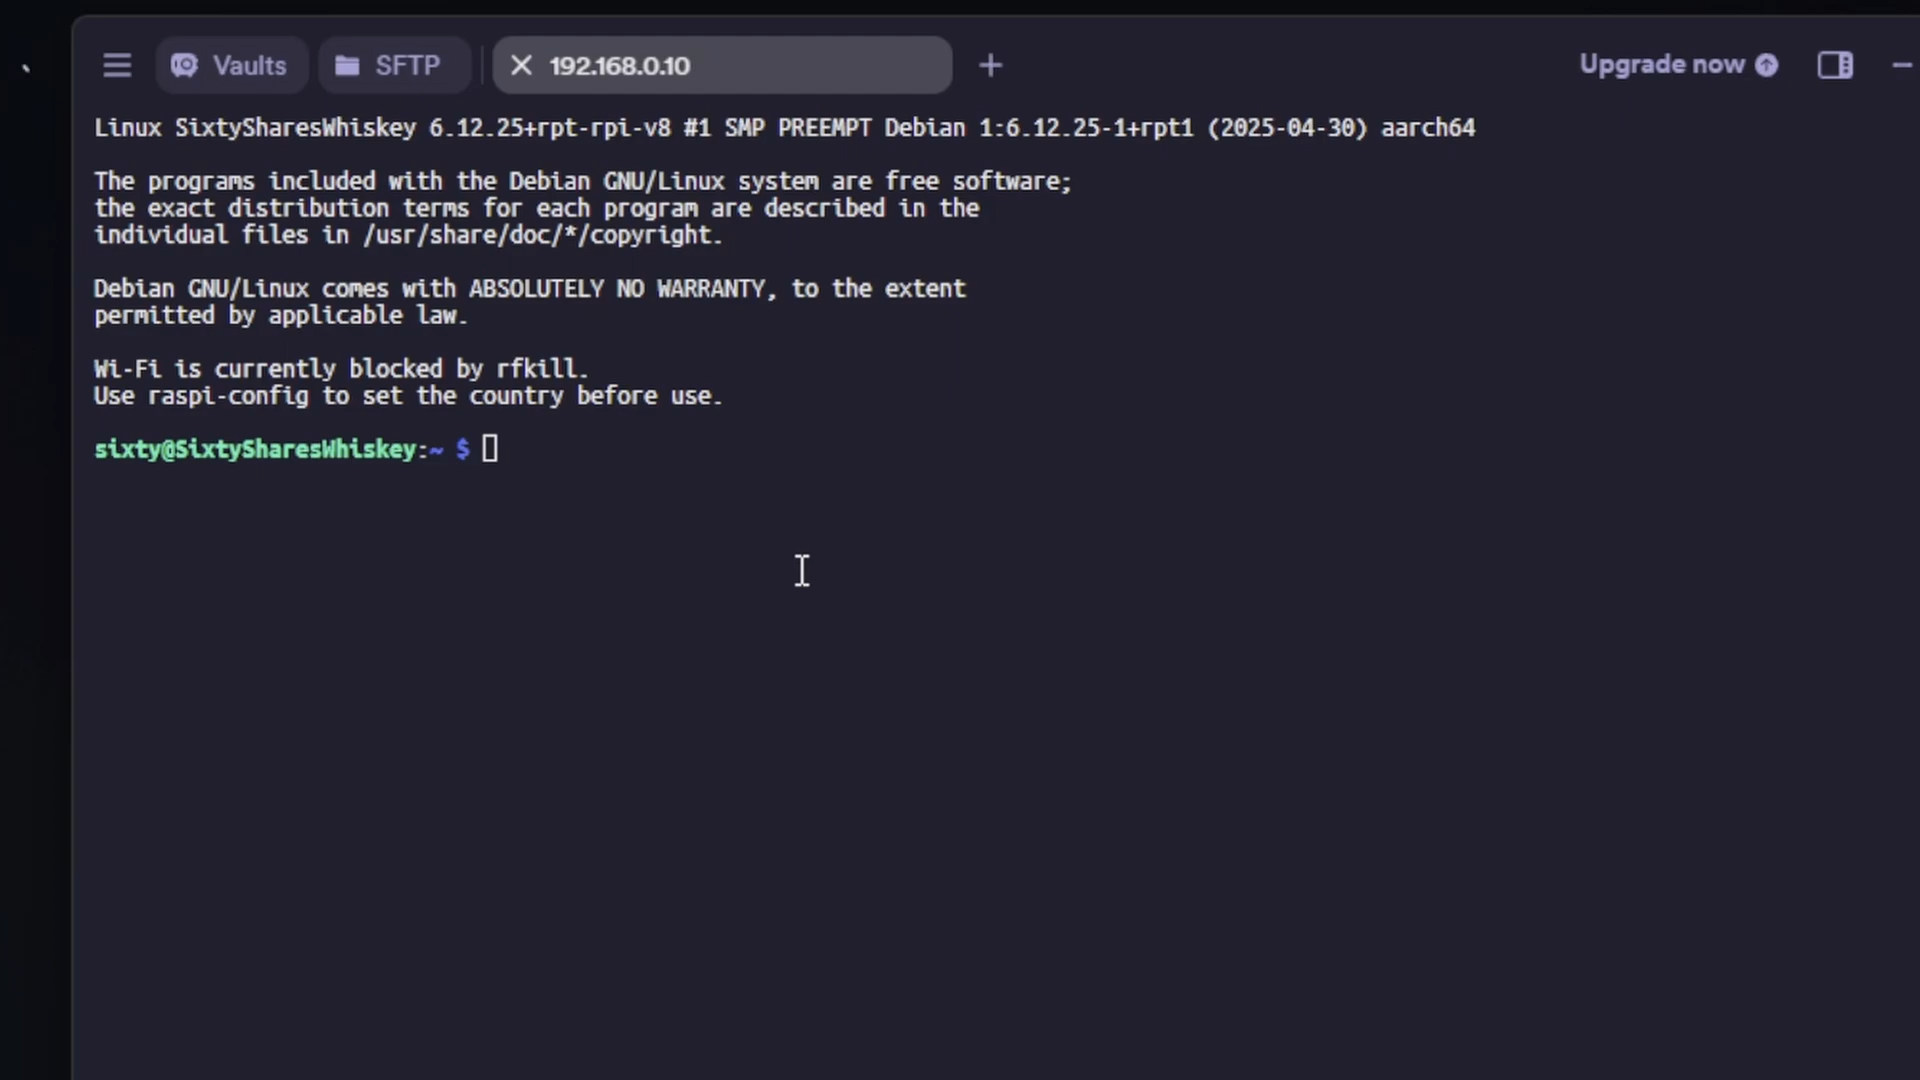 Vaults SFTP 192.168.0.10 Upgrade now
Linux SixtySharesWhiskey 6.12.25+rpt-rpi-v8 #1 SMP PREEMPT Debian 1:6.12.25-1+rpt1 (2025-04-30) aarch64
The programs included with the Debian GNU/Linux system are free software;
the exact distribution terms for each program are described in the
individual files in /usr/share/doc/*/copyright.
Debian GNU/Linux comes with ABSOLUTELY NO WARRANTY, to the extent
permitted by applicable law.
Wi-Fi is currently blocked by rfkill.
Use raspi-config to set the country before use.
sixty@SixtySharesWhiskey:~ $